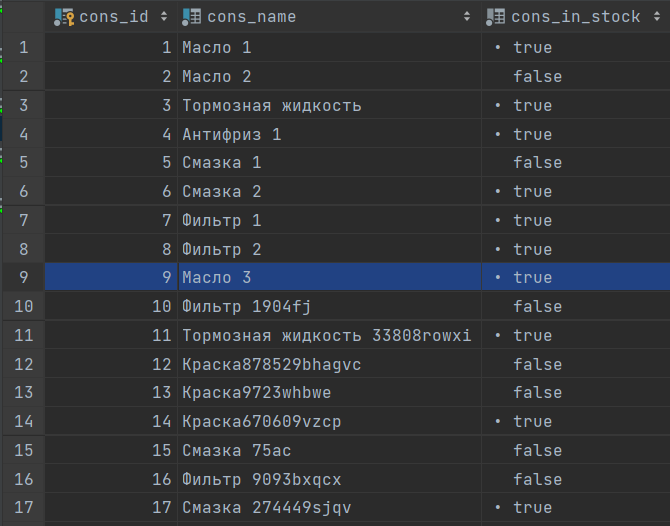 cons_id cons_name cons_in_stock
1 1 Масло 1 true
2 2 Масло 2 false
3 3 Тормозная жидкость true
4 4 Антифриз 1 true
5 5 Смазка 1 false
6 6 Смазка 2 true
7 7 Фильтр 1 true
8 8 Фильтр 2 true
9 9 Масло 3 true
10 10 Фильтр 1904fj false
11 11 Тормозная жидкость 33808rowxi true
12 12 Краска878529bhagvc false
13 13 Краска9723whbwe false
14 14 Краска670609vzcp true
15 15 Смазка 75ac false
16 16 Фильтр 9093bxqcx false
17 17 Смазка 274449sjqv true